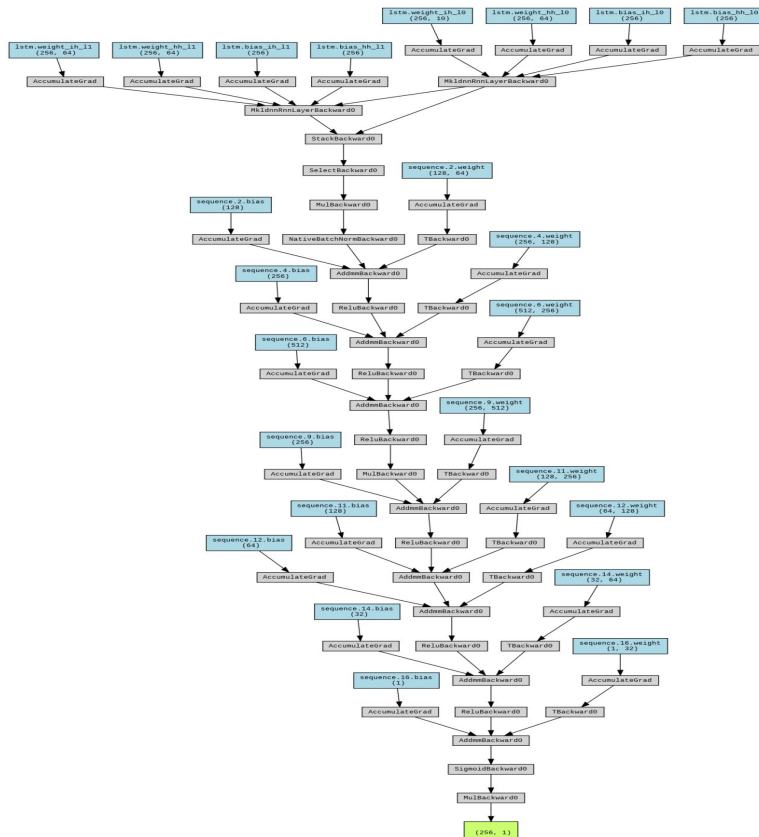 lstm.weight_ih_l0
(256, 10)
lstm.weight_hh_l0
(256, 64)
lstm.bias_ih_l0
(256)
lstm.bias_hh_l0
(256)
lstm.weight_ih_l1
(256, 64)
lstm.weight_hh_l1
(256, 64)
lstm.bias_ih_l1
(256)
lstm.bias_hh_l1
(256)
AccumulateGrad
AccumulateGrad
AccumulateGrad
AccumulateGrad
AccumulateGrad
AccumulateGrad
AccumulateGrad
AccumulateGrad
MkldnnRnnLayerBackward0
MkldnnRnnLayerBackward0
StackBackward0
SelectBackward0
sequence.2.weight
(128, 64)
sequence.2.bias
(128)
MulBackward0
AccumulateGrad
AccumulateGrad
NativeBatchNormBackward0
TBackward0
sequence.4.weight
(256, 128)
sequence.4.bias
(256)
AddmmBackward0
AccumulateGrad
AccumulateGrad
ReluBackward0
TBackward0
sequence.6.weight
(512, 256)
sequence.6.bias
(512)
AddmmBackward0
AccumulateGrad
AccumulateGrad
ReluBackward0
TBackward0
AddmmBackward0
sequence.9.weight
(256, 512)
sequence.9.bias
(256)
ReluBackward0
AccumulateGrad
AccumulateGrad
MulBackward0
TBackward0
sequence.11.weight
(128, 256)
sequence.11.bias
(128)
AddmmBackward0
AccumulateGrad
sequence.12.weight
(64, 128)
sequence.12.bias
(64)
AccumulateGrad
ReluBackward0
TBackward0
AccumulateGrad
AccumulateGrad
AddmmBackward0
TBackward0
sequence.14.weight
(32, 64)
sequence.14.bias
(32)
AddmmBackward0
AccumulateGrad
AccumulateGrad
ReluBackward0
TBackward0
sequence.16.weight
(1, 32)
sequence.16.bias
(1)
AddmmBackward0
AccumulateGrad
AccumulateGrad
ReluBackward0
TBackward0
AddmmBackward0
SigmoidBackward0
MulBackward0
(256, 1)